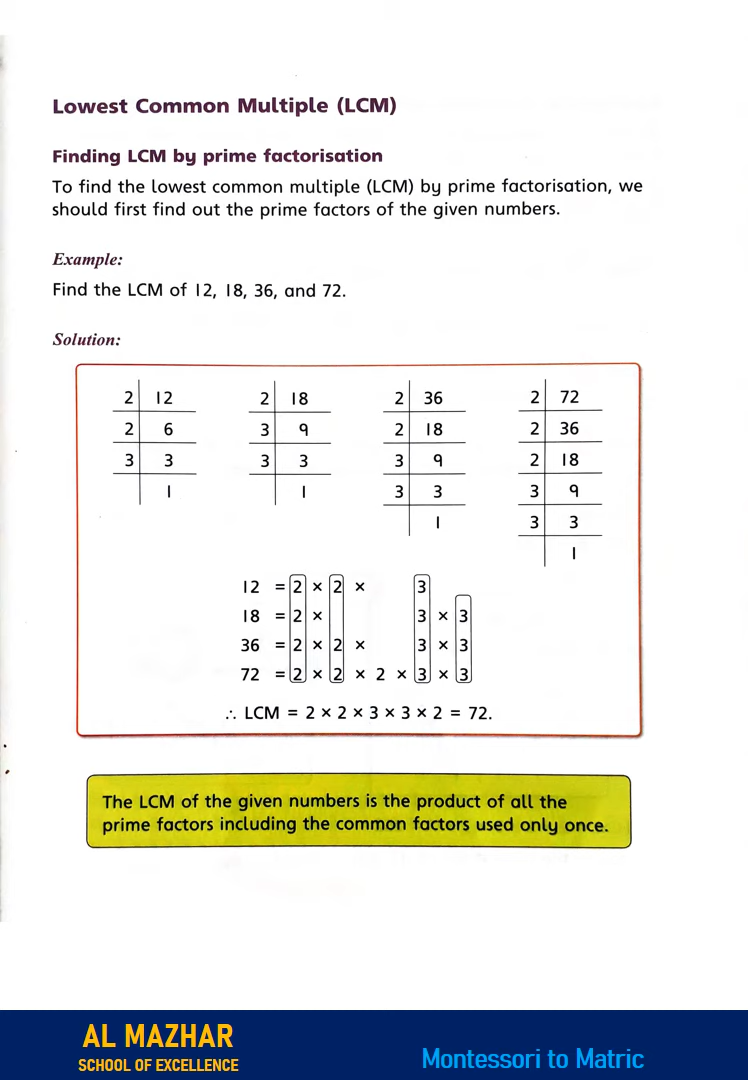 Lowest Common Multiple (LCM)
Finding LCM by prime factorisation
To find the lowest common multiple (LCM) by prime factorisation, we
should first find out the prime factors of the given numbers.
Example:
Find the LCM of 12, 18, 36, and 72.
Solution:
2 12
2 6
3 3
1
2 18
3 9
3 3
1
2 36
2 18
3 9
3 3
1
2 72
2 36
2 18
3 9
3 3
1
12 = 2 × 2 × 3
18 = 2 × 3 × 3
36 = 2 × 2 × 3 × 3
72 = 2 × 2 × 2 × 3 × 3
∴ LCM = 2 × 2 × 3 × 3 × 2 = 72.
The LCM of the given numbers is the product of all the
prime factors including the common factors used only once.
AL MAZHAR
SCHOOL OF EXCELLENCE
Montessori to Matric